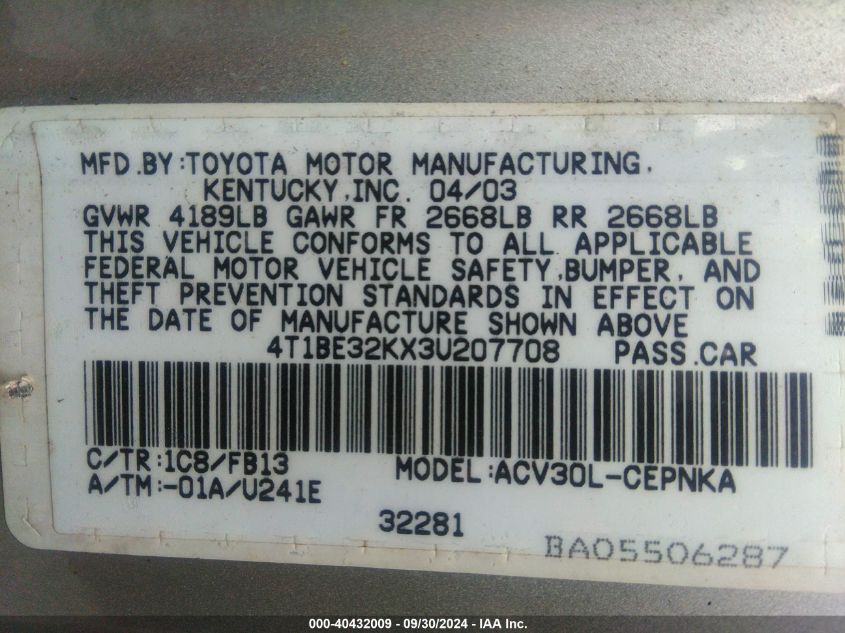 MFD.BY:TOYOTA MOTOR MANUFACTURING,
KENTUCKY,INC. 04/03
GVWR 4189LB GAWR FR 2668LB RR 2668LB
THIS VEHICLE CONFORMS TO ALL APPLICABLE
FEDERAL MOTOR VEHICLE SAFETY,BUMPER, AND
THEFT PREVENTION STANDARDS IN EFFECT ON
THE DATE OF MANUFACTURE SHOWN ABOVE
4T1BE32KX3U207708 PASS.CAR
C/TR:1C8/FB13 MODEL:ACV30L-CEPNKA
A/TM:-01A/U241E
32281
BA05506287
000-40432009 - 09/30/2024 - IAA Inc.